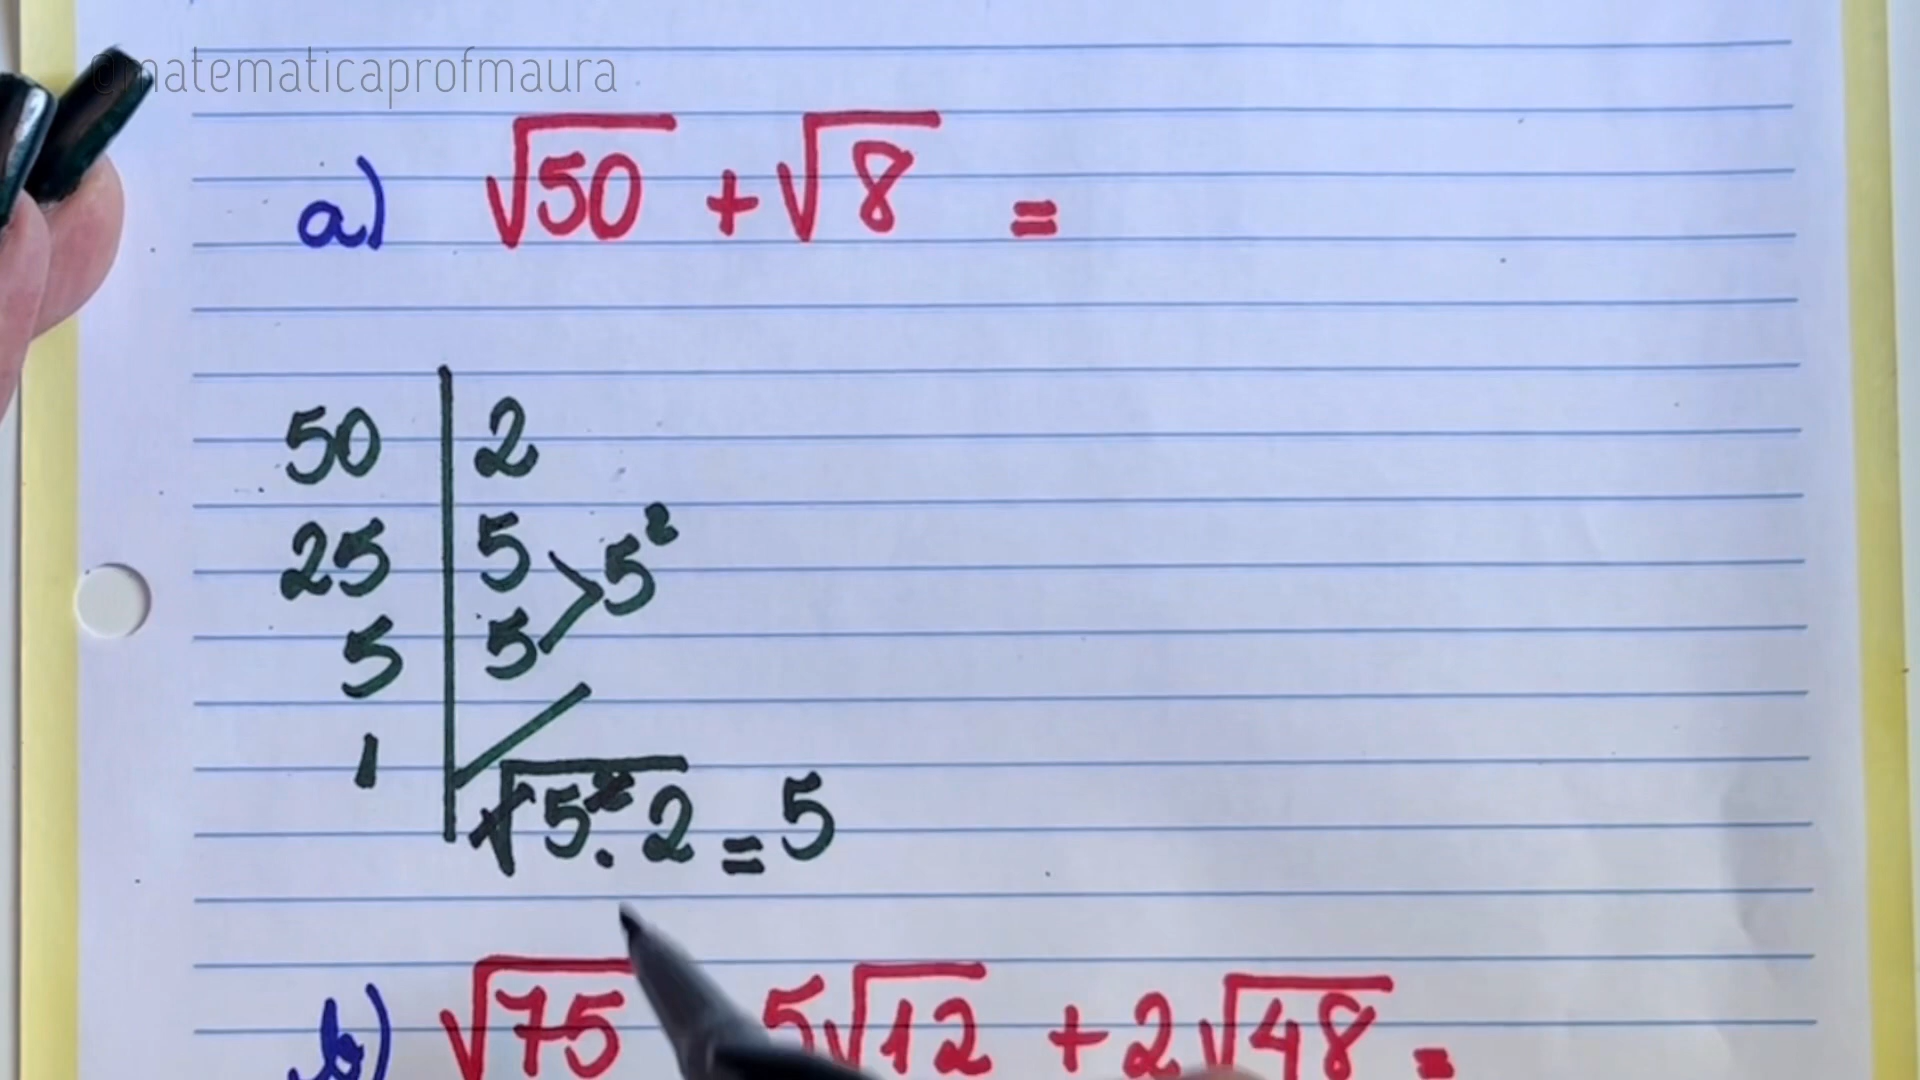 @matematicaprofmaura
a) √50 + √8 =
50 | 2
25 | 5
5 | 5 > 5²
1
√5².2 = 5
b) √75 5√12 + 2√48 =